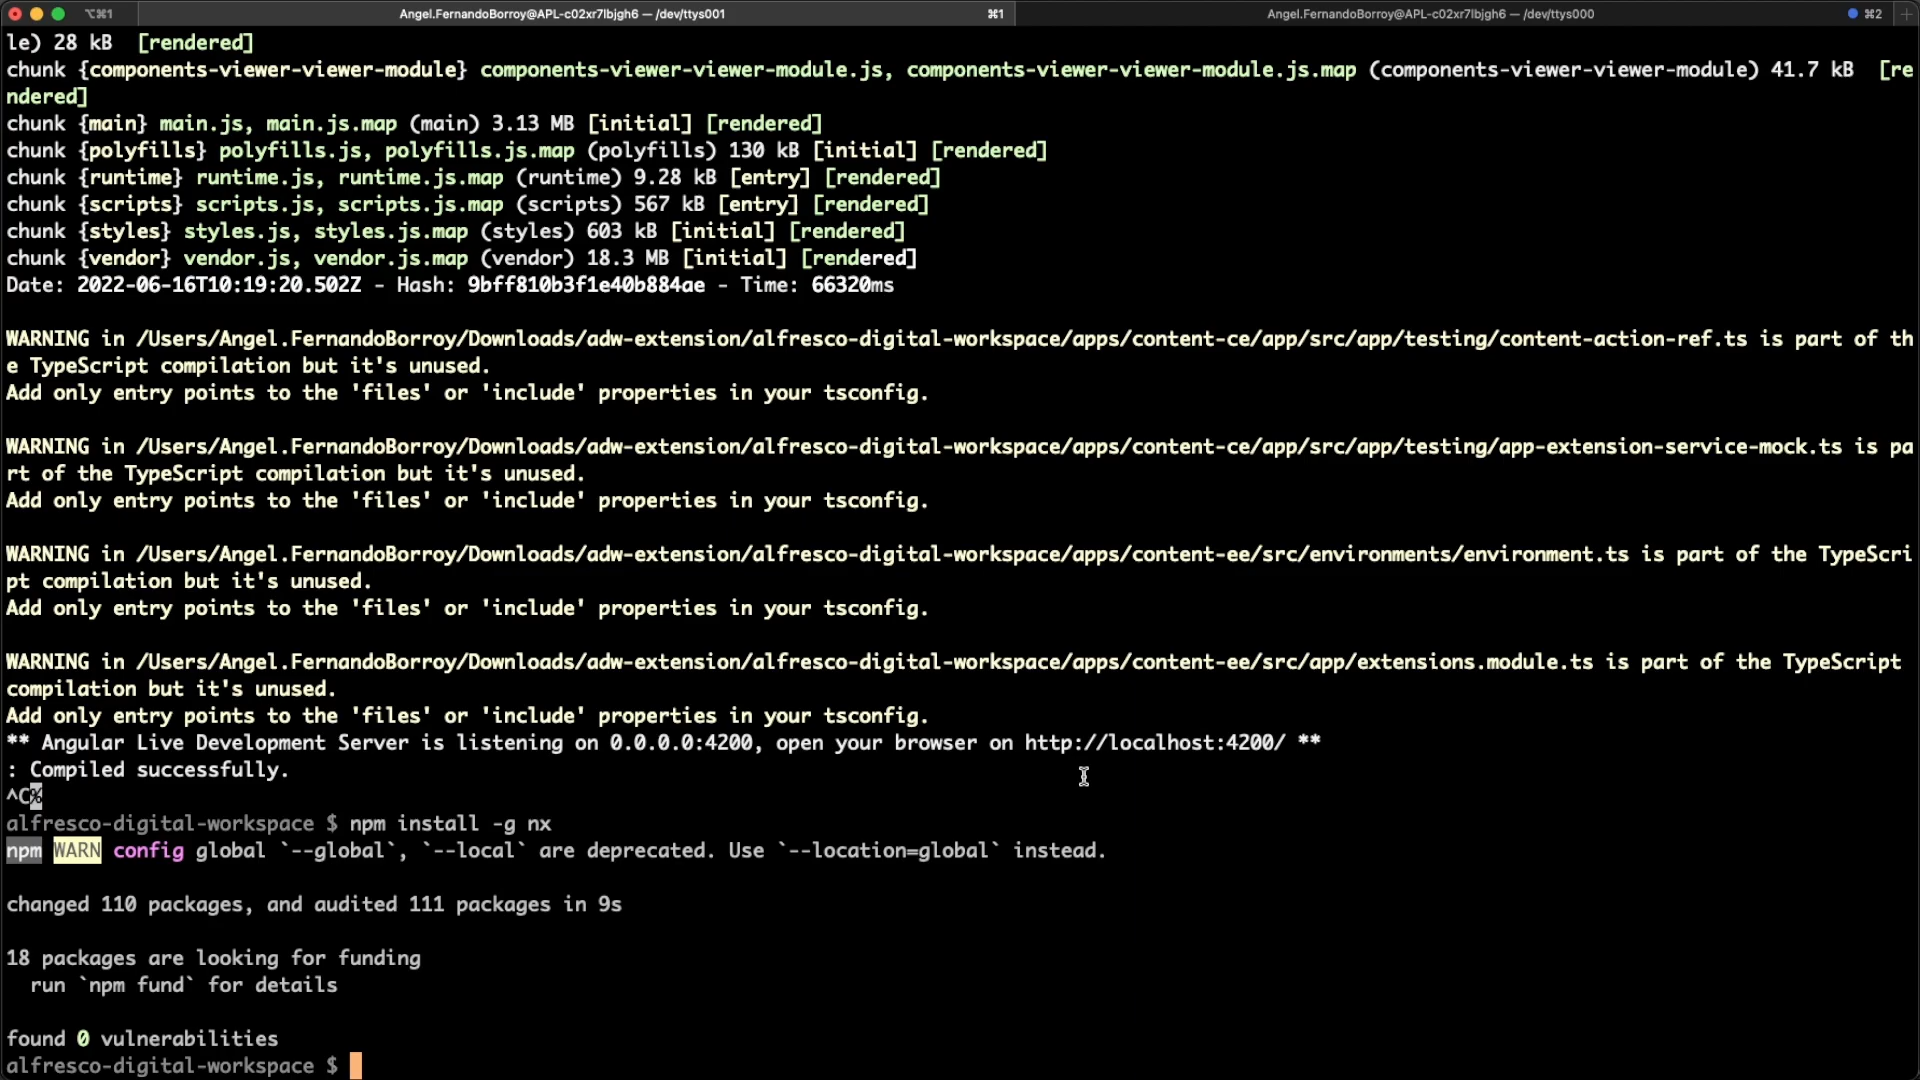 ⌥⌘1 Angel.FernandoBorroy@APL-c02xr7lbjgh6 — /dev/ttys001 ⌘1 Angel.FernandoBorroy@APL-c02xr7lbjgh6 — /dev/ttys000 ⌘2 +
le) 28 kB  [rendered]
chunk {components-viewer-viewer-module} components-viewer-viewer-module.js, components-viewer-viewer-module.js.map (components-viewer-viewer-module) 41.7 kB  [re
ndered]
chunk {main} main.js, main.js.map (main) 3.13 MB [initial] [rendered]
chunk {polyfills} polyfills.js, polyfills.js.map (polyfills) 130 kB [initial] [rendered]
chunk {runtime} runtime.js, runtime.js.map (runtime) 9.28 kB [entry] [rendered]
chunk {scripts} scripts.js, scripts.js.map (scripts) 567 kB [entry] [rendered]
chunk {styles} styles.js, styles.js.map (styles) 603 kB [initial] [rendered]
chunk {vendor} vendor.js, vendor.js.map (vendor) 18.3 MB [initial] [rendered]
Date: 2022-06-16T10:19:20.502Z - Hash: 9bff810b3f1e40b884ae - Time: 66320ms
WARNING in /Users/Angel.FernandoBorroy/Downloads/adw-extension/alfresco-digital-workspace/apps/content-ce/app/src/app/testing/content-action-ref.ts is part of th
e TypeScript compilation but it's unused.
Add only entry points to the 'files' or 'include' properties in your tsconfig.
WARNING in /Users/Angel.FernandoBorroy/Downloads/adw-extension/alfresco-digital-workspace/apps/content-ce/app/src/app/testing/app-extension-service-mock.ts is pa
rt of the TypeScript compilation but it's unused.
Add only entry points to the 'files' or 'include' properties in your tsconfig.
WARNING in /Users/Angel.FernandoBorroy/Downloads/adw-extension/alfresco-digital-workspace/apps/content-ee/src/environments/environment.ts is part of the TypeScri
pt compilation but it's unused.
Add only entry points to the 'files' or 'include' properties in your tsconfig.
WARNING in /Users/Angel.FernandoBorroy/Downloads/adw-extension/alfresco-digital-workspace/apps/content-ee/src/app/extensions.module.ts is part of the TypeScript
compilation but it's unused.
Add only entry points to the 'files' or 'include' properties in your tsconfig.
** Angular Live Development Server is listening on 0.0.0.0:4200, open your browser on http://localhost:4200/ **
: Compiled successfully.
^C%
alfresco-digital-workspace $ npm install -g nx
npm WARN config global `--global`, `--local` are deprecated. Use `--location=global` instead.
changed 110 packages, and audited 111 packages in 9s
18 packages are looking for funding
  run `npm fund` for details
found 0 vulnerabilities
alfresco-digital-workspace $